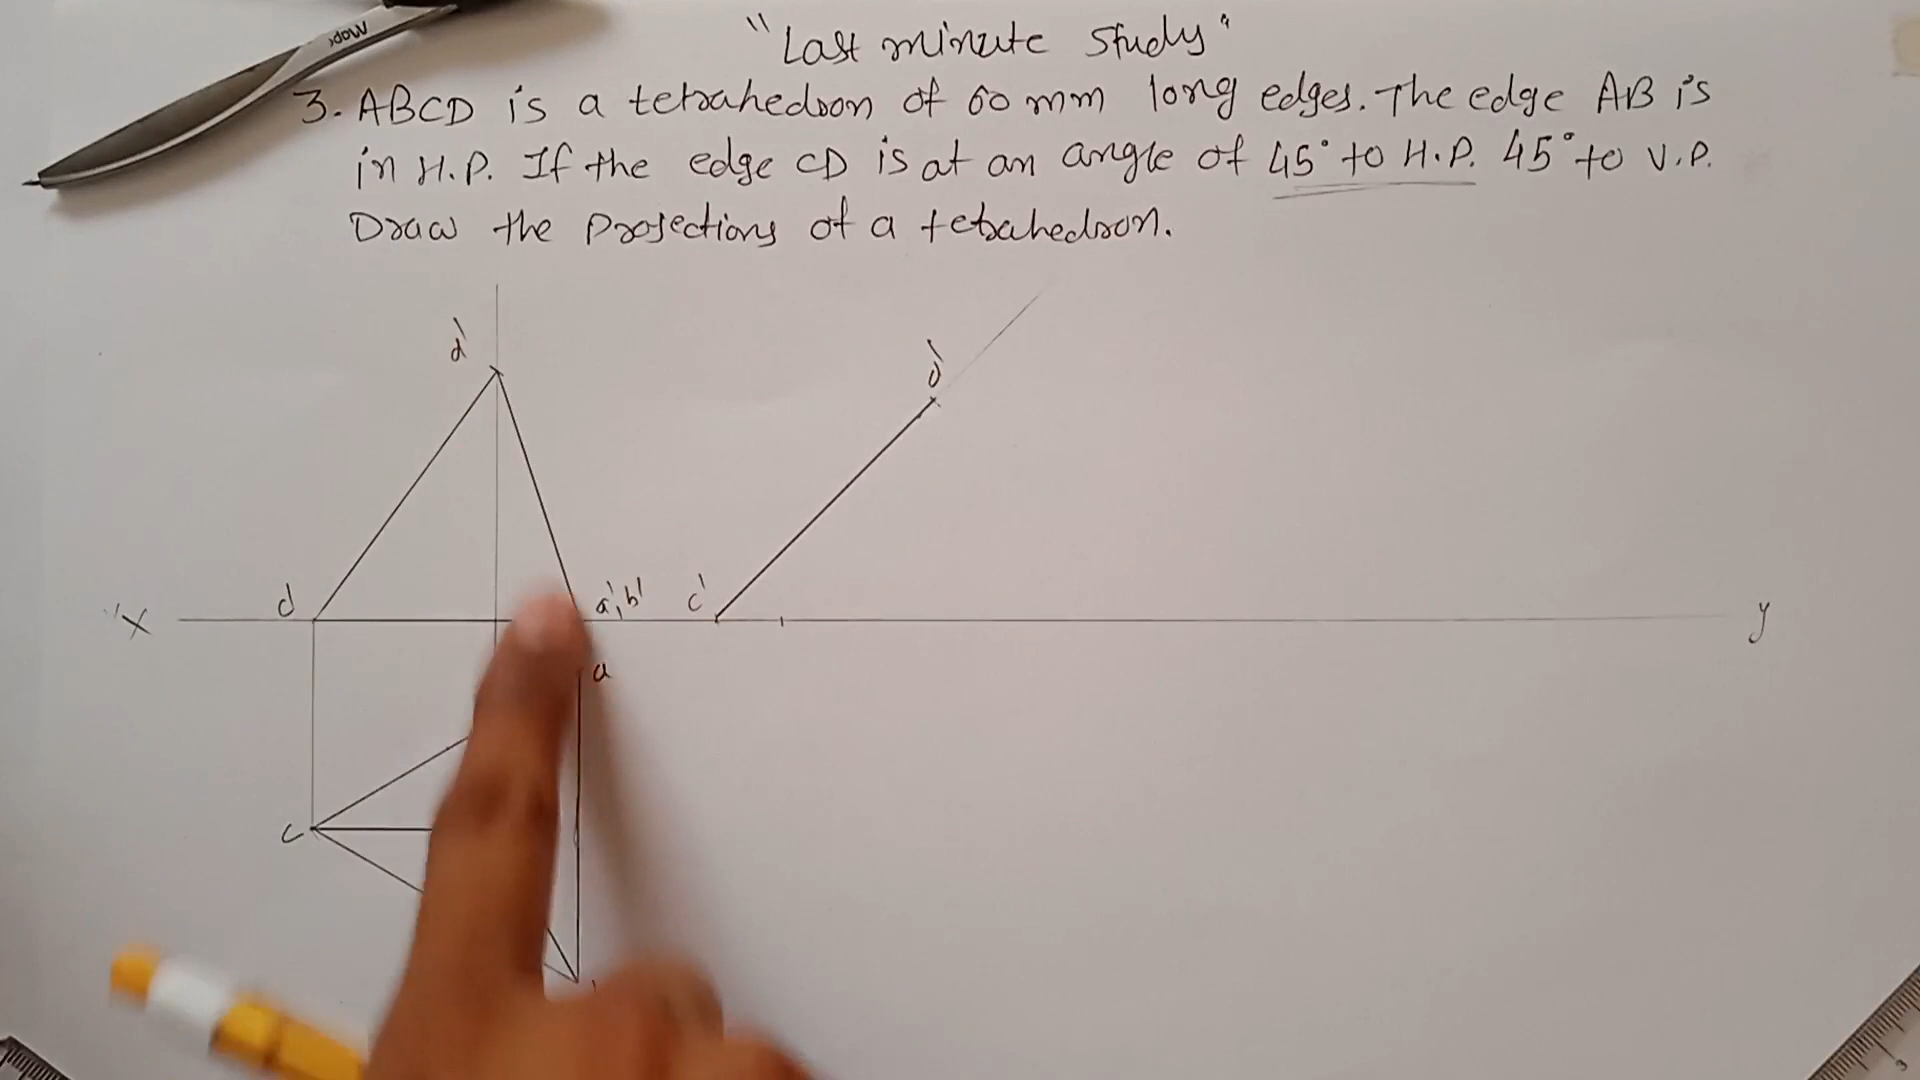 "Last minute study"
3. ABCD is a tetrahedron of 60 mm long edges. The edge AB is
in H.P. If the edge CD is at an angle of 45° to H.P. 45° to V.P.
Draw the projections of a tetrahedron.
d'
d'
d
a', b'
c'
X
y
a
c
3